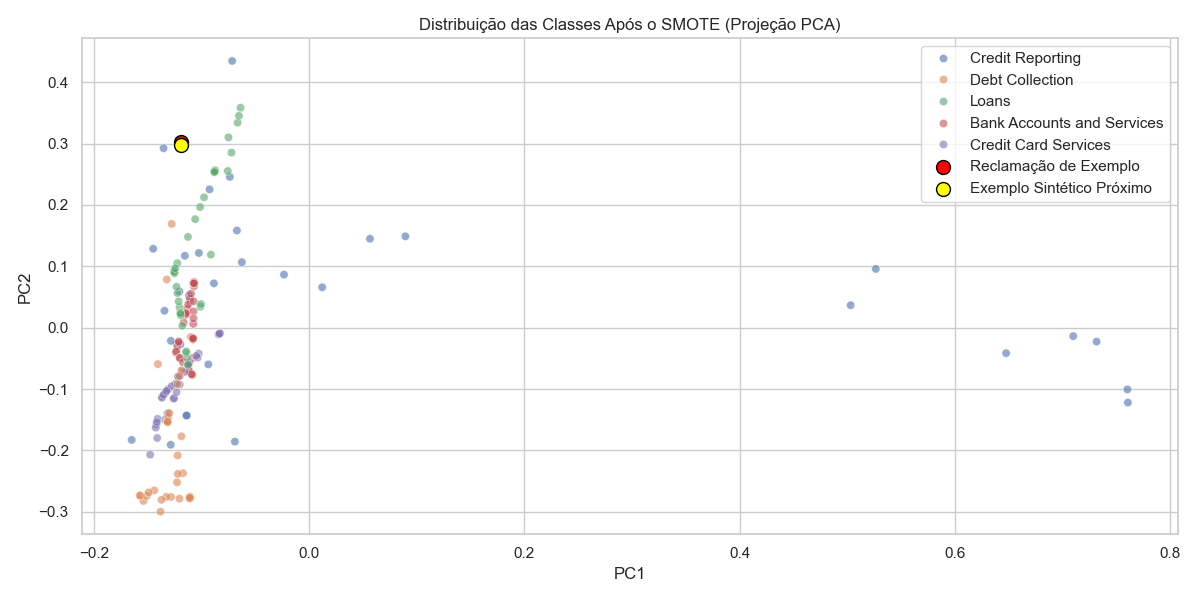 Distribuição das Classes Após o SMOTE (Projeção PCA)
Credit Reporting
Debt Collection
Loans
Bank Accounts and Services
Credit Card Services
Reclamação de Exemplo
Exemplo Sintético Próximo
PC2
0.4
0.3
0.2
0.1
0.0
−0.1
−0.2
−0.3
−0.2 0.0 0.2 0.4 0.6 0.8
PC1